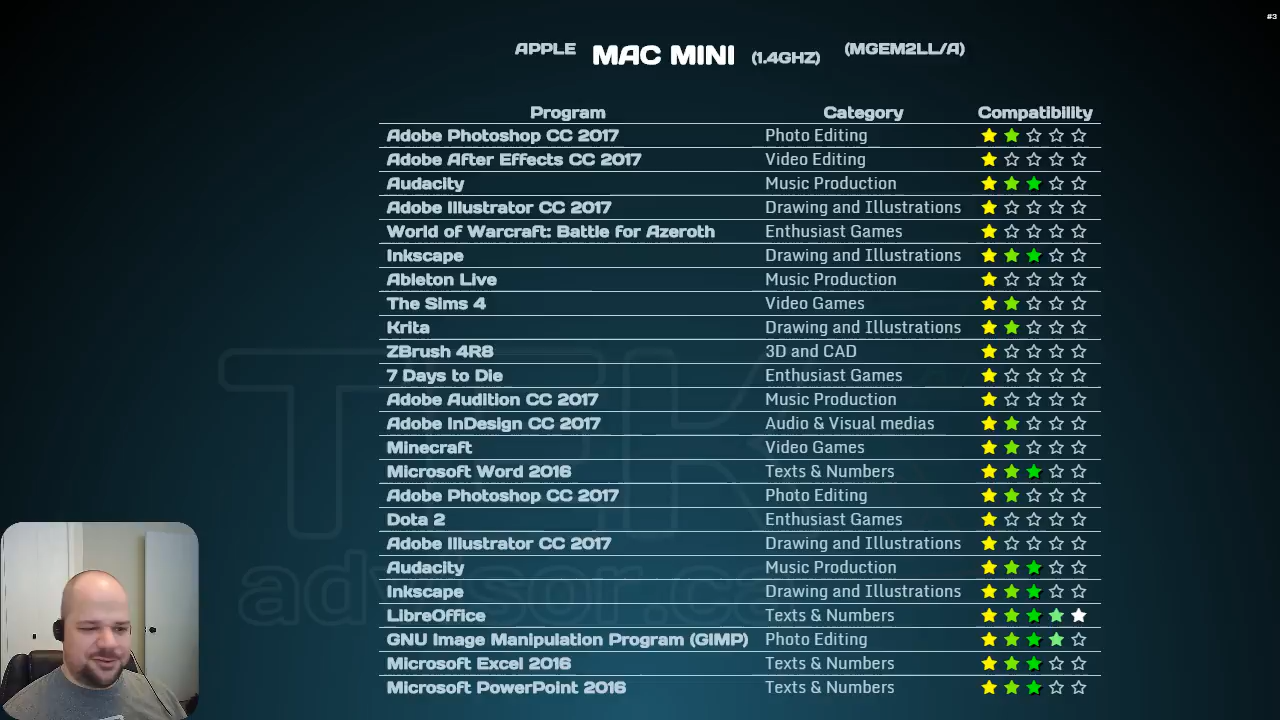 #3
APPLE MAC MINI (1.4GHZ) (MGEM2LL/A)
Program Category Compatibility
Adobe Photoshop CC 2017 Photo Editing
Adobe After Effects CC 2017 Video Editing
Audacity Music Production
Adobe Illustrator CC 2017 Drawing and Illustrations
World of Warcraft: Battle for Azeroth Enthusiast Games
Inkscape Drawing and Illustrations
Ableton Live Music Production
The Sims 4 Video Games
Krita Drawing and Illustrations
ZBrush 4R8 3D and CAD
7 Days to Die Enthusiast Games
Adobe Audition CC 2017 Music Production
Adobe InDesign CC 2017 Audio & Visual medias
Minecraft Video Games
Microsoft Word 2016 Texts & Numbers
Adobe Photoshop CC 2017 Photo Editing
Dota 2 Enthusiast Games
Adobe Illustrator CC 2017 Drawing and Illustrations
Audacity Music Production
Inkscape Drawing and Illustrations
LibreOffice Texts & Numbers
GNU Image Manipulation Program (GIMP) Photo Editing
Microsoft Excel 2016 Texts & Numbers
Microsoft PowerPoint 2016 Texts & Numbers
advisor.ca